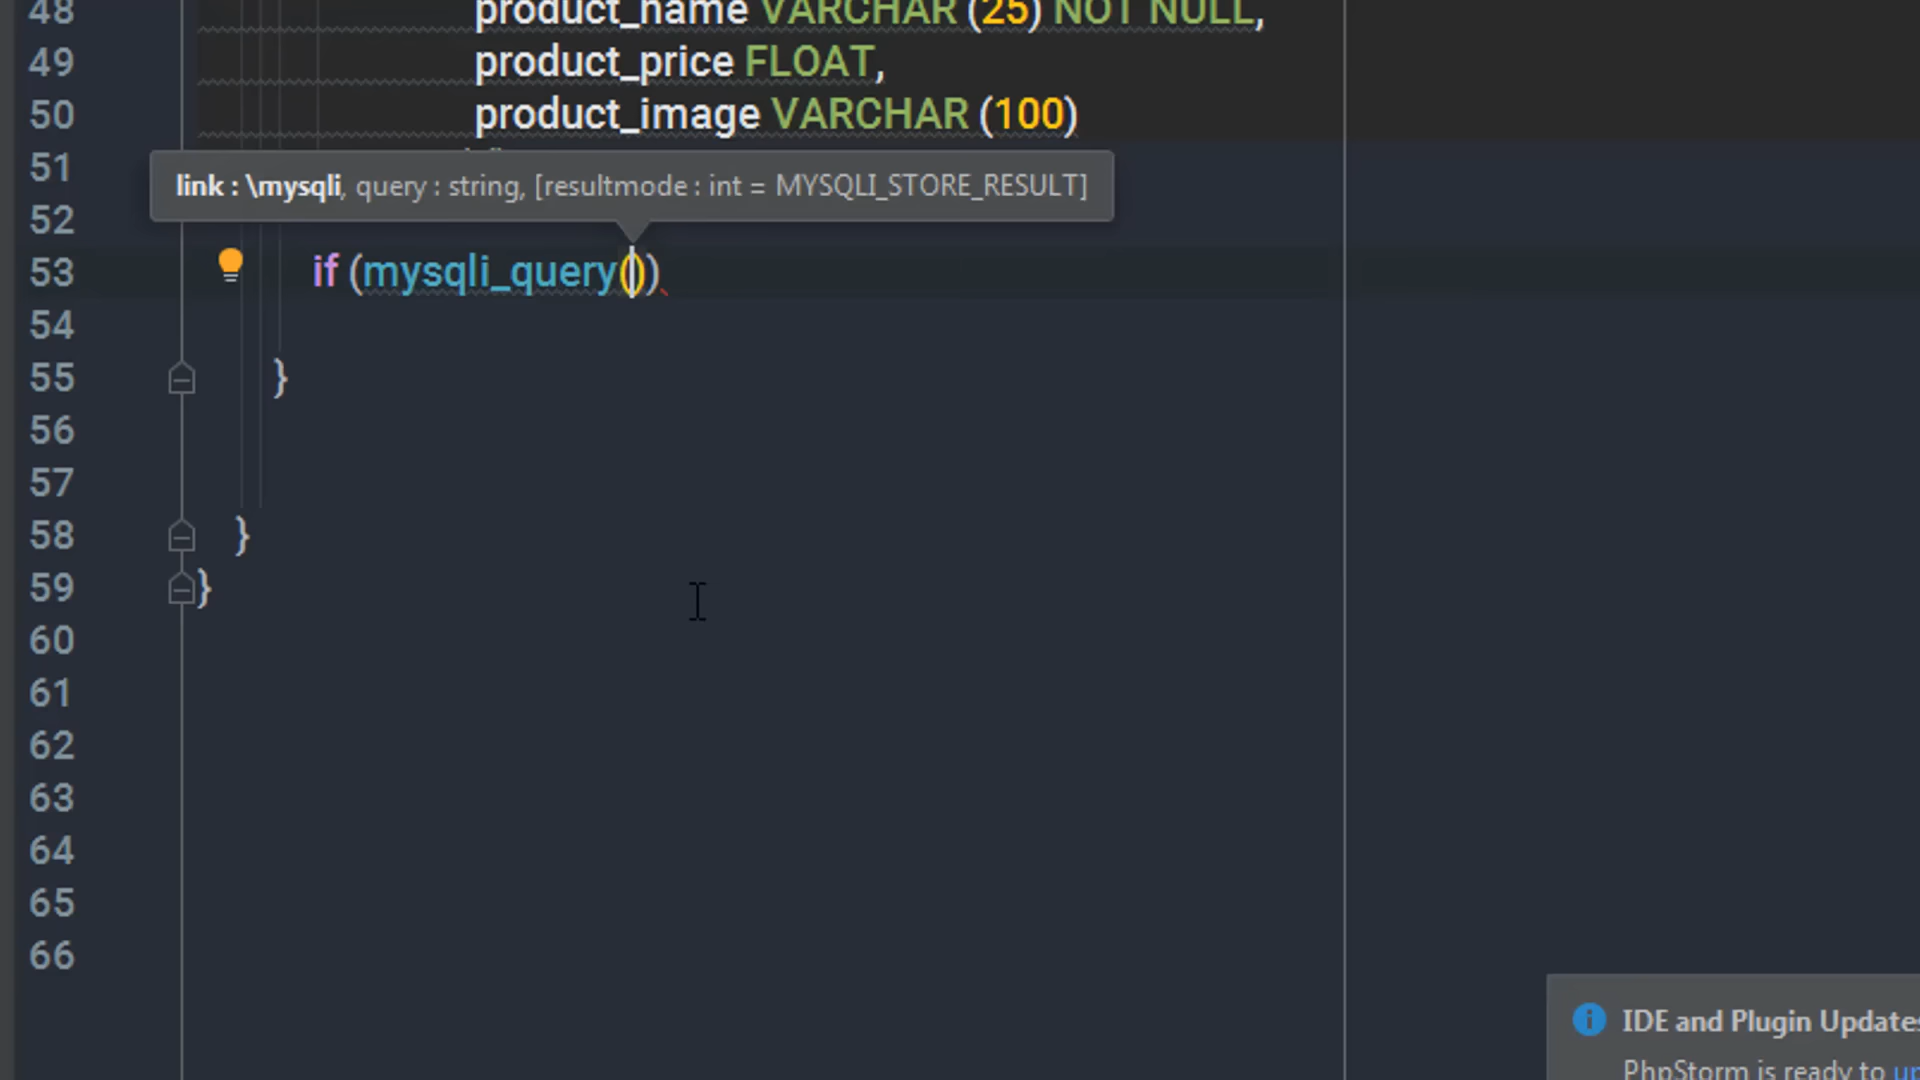 48 product_name VARCHAR (25) NOT NULL,
49 product_price FLOAT,
50 product_image VARCHAR (100)
51
link : \mysqli, query : string, [resultmode : int = MYSQLI_STORE_RESULT]
52
53 if (mysqli_query())
54
55 }
56
57
58 }
59 }
60
61
62
63
64
65
66
IDE and Plugin Updates
PhpStorm is ready to up